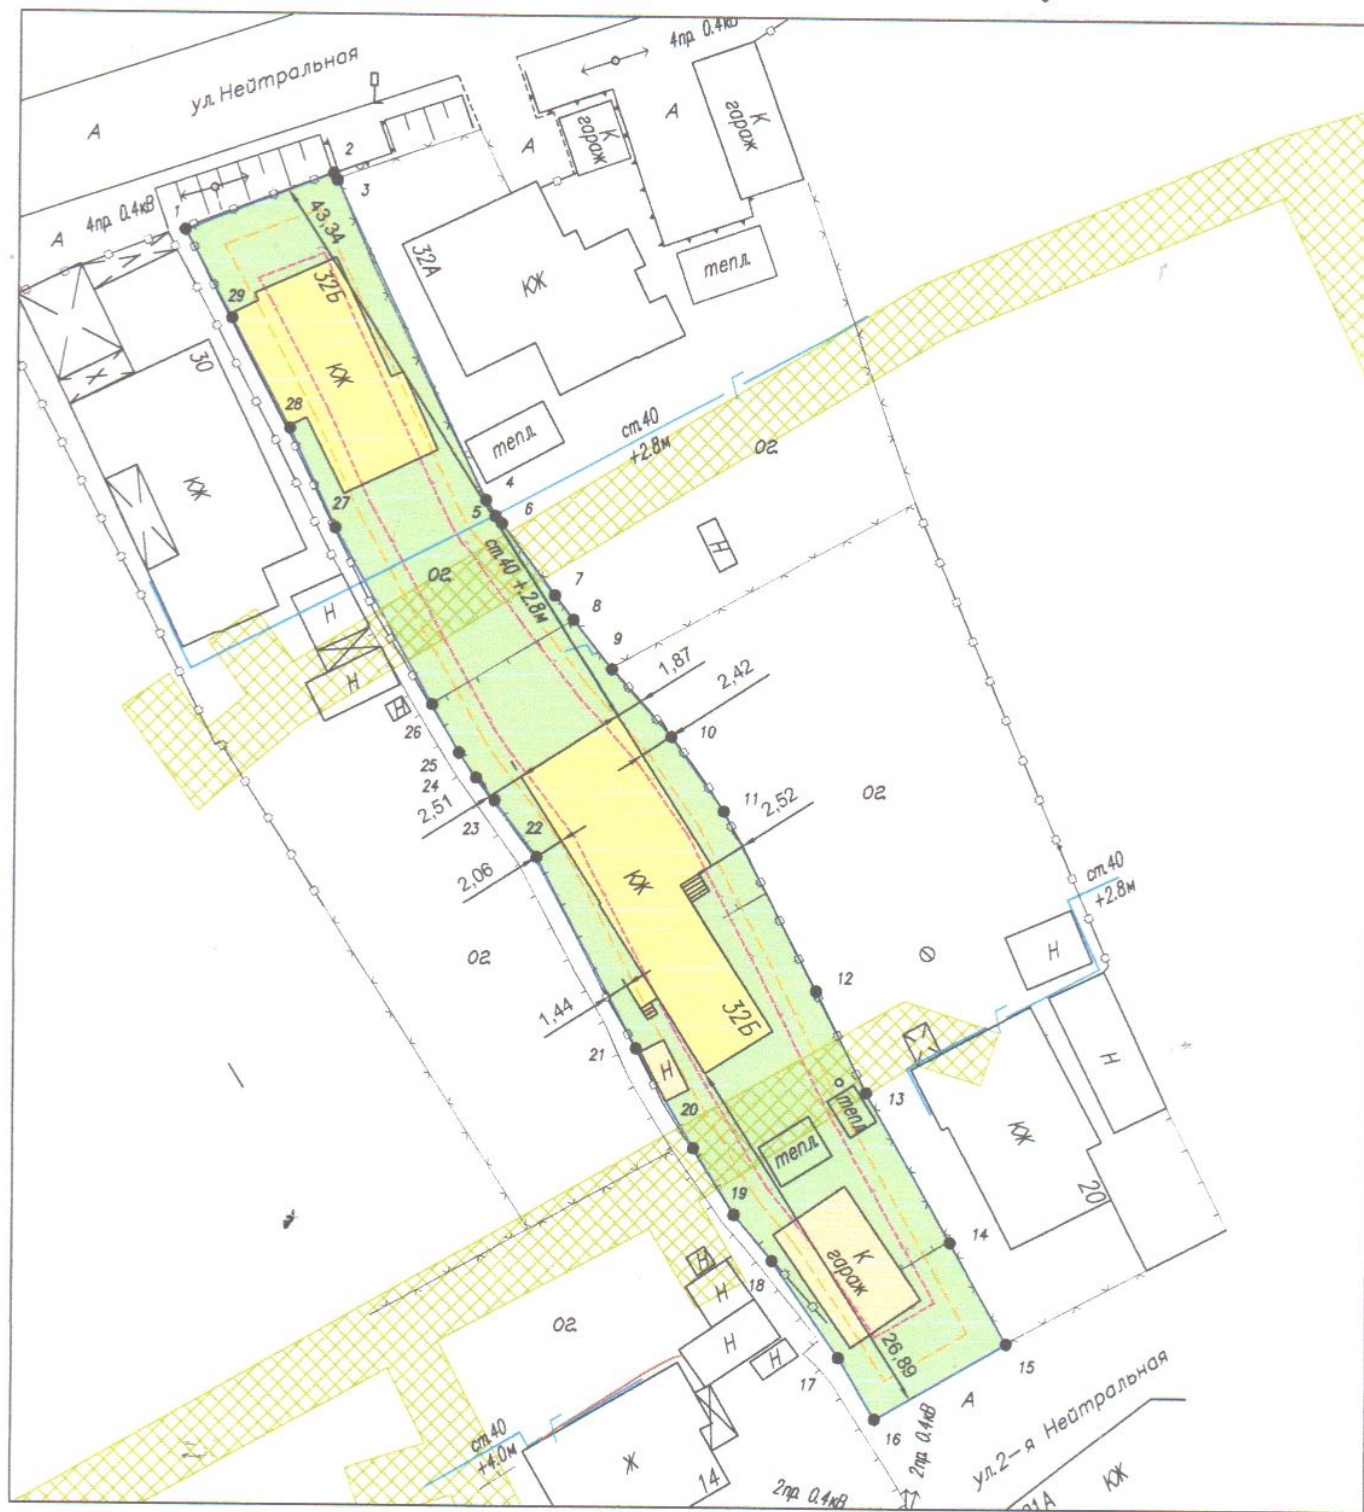 4пр. 0.4кВ
ул. Нейтральная
К
гараж
А
А
К
гараж
А
2
3
1
4пр. 0.4кВ
А
43,34
32А
тепл.
КЖ
29
32Б
30
КЖ
Х
28
тепл.
ст.40
+2.8м
ОГ
КЖ
27
4
5
6
Н
ст.40 +2.8м
ОГ
7
8
Н
9
1,87
Н
2,42
Н
26
10
25
24
2,51
11
2,52
ОГ
23
22
2,06
КЖ
ст.40
+2.8м
ОГ
Н
12
1,44
32Б
21
Н
Н
13
20
тепл.
КЖ
тепл.
20
19
14
К
гараж
Н
18
Н
ОГ
Н
26,89
Н
15
17
А
ул. 2-я Нейтральная
16
ст.40
+4.0м
Ж
14
2пр. 0.4кВ
КЖ
2пр. 0.4кВ